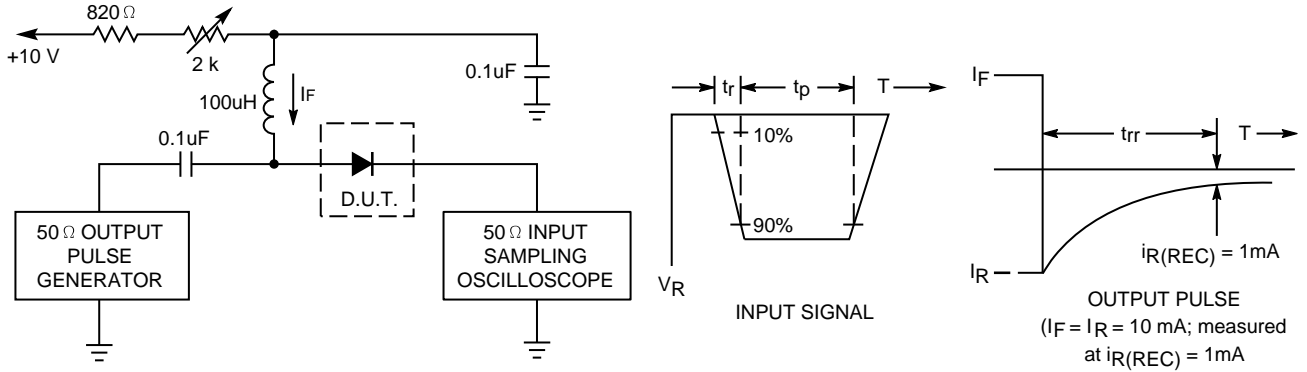 820 Ω
+10 V
2 k
100uH
IF
0.1uF
0.1uF
D.U.T.
50 Ω OUTPUT
PULSE
GENERATOR
50 Ω INPUT
SAMPLING
OSCILLOSCOPE
tr
tp
T
10%
90%
VR
INPUT SIGNAL
IF
trr
T
IR
iR(REC) = 1mA
OUTPUT PULSE
(IF = IR = 10 mA; measured
at iR(REC) = 1mA